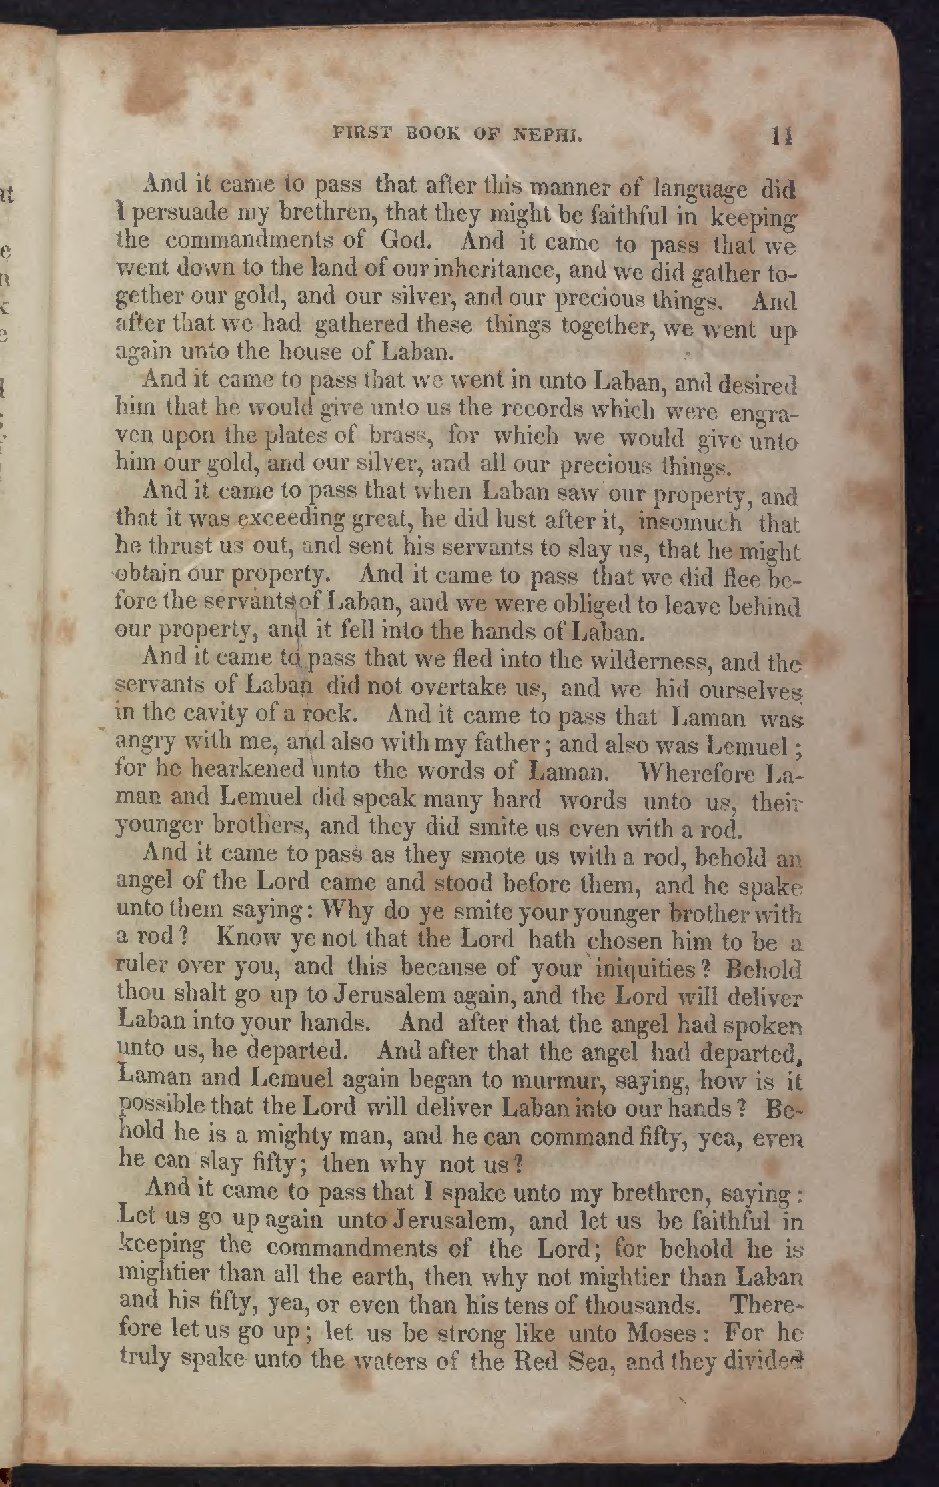 FIRST BOOK OF NEPHI. 11
And it came to pass that after this manner of language did
I persuade my brethren, that they might be faithful in keeping
the commandments of God. And it came to pass that we
went down to the land of our inheritance, and we did gather to-
gether our gold, and our silver, and our precious things. And
after that we had gathered these things together, we went up
again unto the house of Laban.
And it came to pass that we went in unto Laban, and desired
him that he would give unto us the records which were engra-
ven upon the plates of brass, for which we would give unto
him our gold, and our silver, and all our precious things.
And it came to pass that when Laban saw our property, and
that it was exceeding great, he did lust after it, insomuch that
he thrust us out, and sent his servants to slay us, that he might
obtain our property. And it came to pass that we did flee be-
fore the servants of Laban, and we were obliged to leave behind
our property, and it fell into the hands of Laban.
And it came to pass that we fled into the wilderness, and the
servants of Laban did not overtake us, and we hid ourselves
in the cavity of a rock. And it came to pass that Laman was
angry with me, and also with my father; and also was Lemuel;
for he hearkened unto the words of Laman. Wherefore La-
man and Lemuel did speak many hard words unto us, their
younger brothers, and they did smite us even with a rod.
And it came to pass as they smote us with a rod, behold an
angel of the Lord came and stood before them, and he spake
unto them saying: Why do ye smite your younger brother with
a rod? Know ye not that the Lord hath chosen him to be a
ruler over you, and this because of your iniquities? Behold
thou shalt go up to Jerusalem again, and the Lord will deliver
Laban into your hands. And after that the angel had spoken
unto us, he departed. And after that the angel had departed,
Laman and Lemuel again began to murmur, saying, how is it
possible that the Lord will deliver Laban into our hands? Be-
hold he is a mighty man, and he can command fifty, yea, even
he can slay fifty; then why not us?
And it came to pass that I spake unto my brethren, saying:
Let us go up again unto Jerusalem, and let us be faithful in
keeping the commandments of the Lord; for behold he is
mightier than all the earth, then why not mightier than Laban
and his fifty, yea, or even than his tens of thousands. There-
fore let us go up; let us be strong like unto Moses: For he
truly spake unto the waters of the Red Sea, and they divided